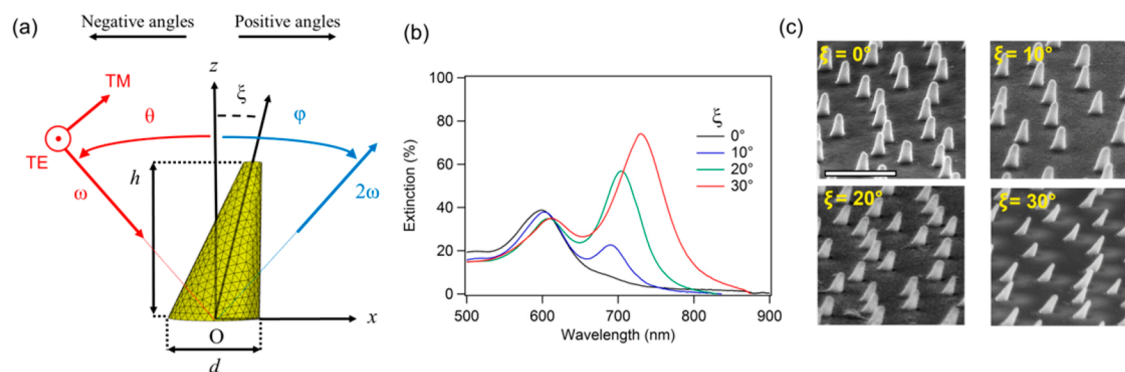 Negative angles
Positive angles
(a)
(b)
(c)
z
TM
ξ
θ
φ
TE
ω
h
2ω
x
O
d
100
80
60
40
20
0
Extinction (%)
500
600
700
800
900
Wavelength (nm)
ξ
0°
10°
20°
30°
ξ = 0°
ξ = 10°
ξ = 20°
ξ = 30°